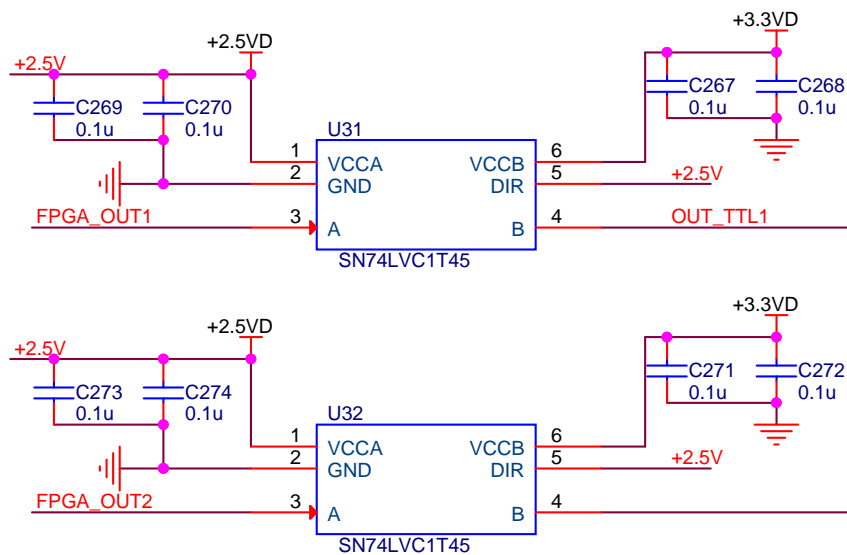 +3.3VD
+2.5VD
+2.5V
C269
0.1u
C270
0.1u
C267
0.1u
C268
0.1u
U31
1 VCCA VCCB 6
2 GND DIR 5 +2.5V
FPGA_OUT1 3 A B 4 OUT_TTL1
SN74LVC1T45
+3.3VD
+2.5VD
+2.5V
C273
0.1u
C274
0.1u
C271
0.1u
C272
0.1u
U32
1 VCCA VCCB 6
2 GND DIR 5 +2.5V
FPGA_OUT2 3 A B 4
SN74LVC1T45